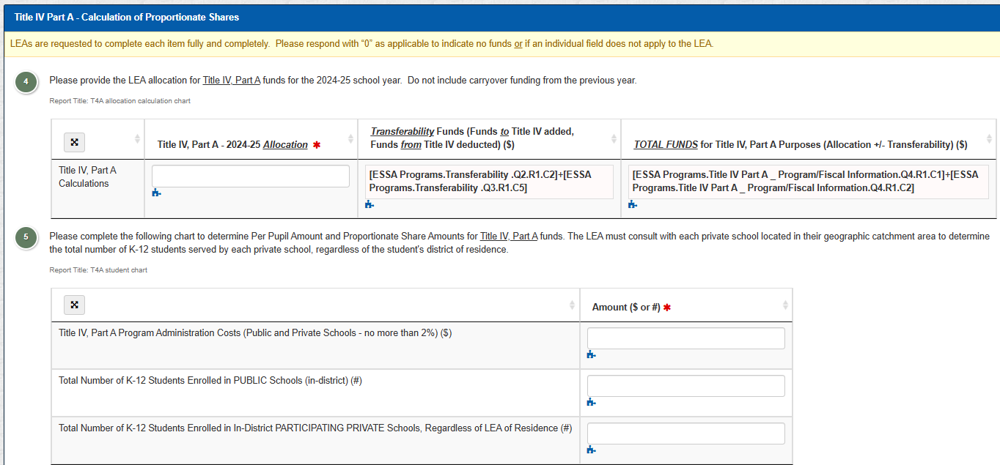 Title IV Part A - Calculation of Proportionate Shares
LEAs are requested to complete each item fully and completely.  Please respond with “0” as applicable to indicate no funds or if an individual field does not apply to the LEA.
4
Please provide the LEA allocation for Title IV, Part A funds for the 2024-25 school year.  Do not include carryover funding from the previous year.
Report Title: T4A allocation calculation chart
Title IV, Part A - 2024-25 Allocation ✱
Transferability Funds (Funds to Title IV added,
Funds from Title IV deducted) ($)
TOTAL FUNDS for Title IV, Part A Purposes (Allocation +/- Transferability) ($)
Title IV, Part A
Calculations
[ESSA Programs.Transferability .Q2.R1.C2]+[ESSA
Programs.Transferability .Q3.R1.C5]
[ESSA Programs.Title IV Part A _ Program/Fiscal Information.Q4.R1.C1]+[ESSA
Programs.Title IV Part A _ Program/Fiscal Information.Q4.R1.C2]
5
Please complete the following chart to determine Per Pupil Amount and Proportionate Share Amounts for Title IV, Part A funds. The LEA must consult with each private school located in their geographic catchment area to determine
the total number of K-12 students served by each private school, regardless of the student's district of residence.
Report Title: T4A student chart
Amount ($ or #) ✱
Title IV, Part A Program Administration Costs (Public and Private Schools - no more than 2%) ($)
Total Number of K-12 Students Enrolled in PUBLIC Schools (in-district) (#)
Total Number of K-12 Students Enrolled in In-District PARTICIPATING PRIVATE Schools, Regardless of LEA of Residence (#)